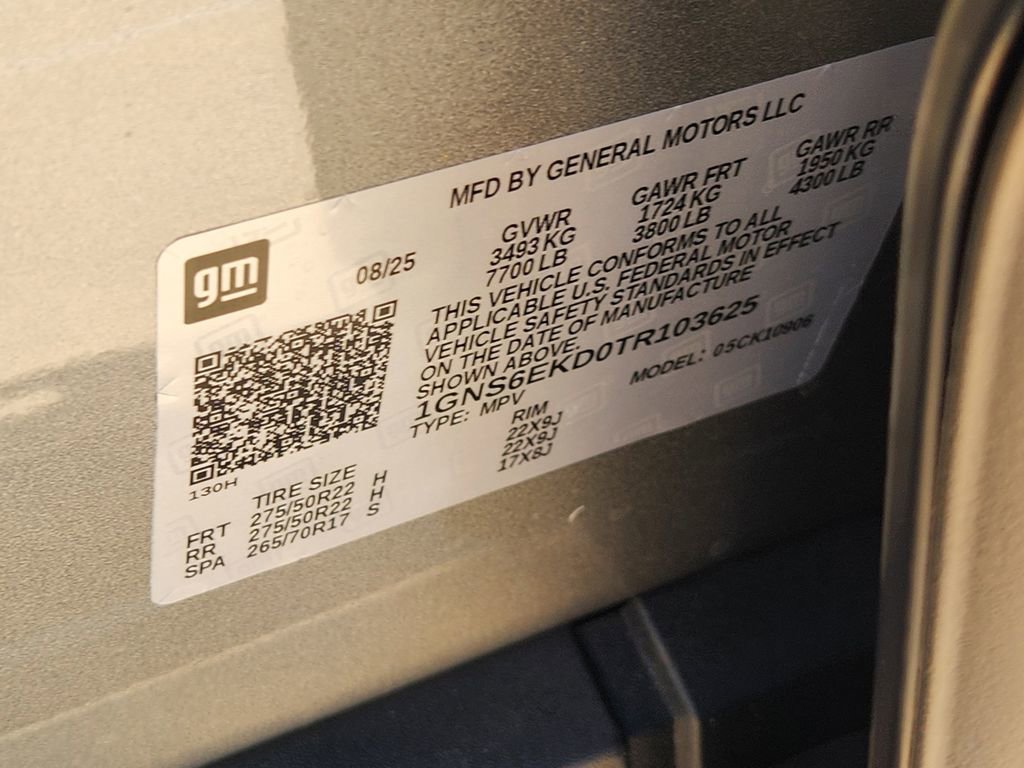 MFD BY GENERAL MOTORS LLC
gm
08/25
GVWR GAWR FRT GAWR RR
3493 KG 1724 KG 1950 KG
7700 LB 3800 LB 4300 LB
THIS VEHICLE CONFORMS TO ALL
APPLICABLE U.S. FEDERAL MOTOR
VEHICLE SAFETY STANDARDS IN EFFECT
ON THE DATE OF MANUFACTURE
SHOWN ABOVE.
1GNS6EKD0TR103625
TYPE: MPV MODEL: 05CK10906
130H
TIRE SIZE RIM
FRT 275/50R22 H 22X9J
RR 275/50R22 H 22X9J
SPA 265/70R17 S 17X8J